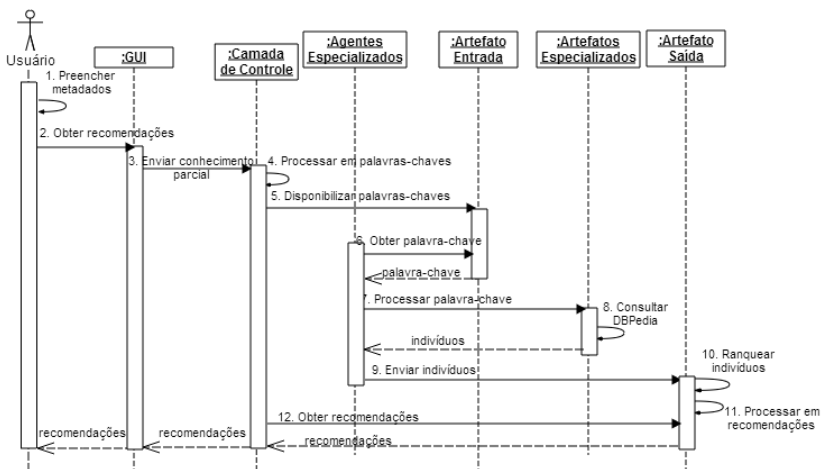 Usuário
:GUI
:Camada
de Controle
:Agentes
Especializados
:Artefato
Entrada
:Artefatos
Especializados
:Artefato
Saída
1. Preencher
metadados
2. Obter recomendações
3. Enviar conhecimento
parcial
4. Processar em palavras-chaves
5. Disponibilizar palavras-chaves
6. Obter palavra-chave
palavra-chave
7. Processar palavra-chave
8. Consultar
DBPedia
indivíduos
9. Enviar indivíduos
10. Ranquear
indivíduos
11. Processar em
recomendações
12. Obter recomendações
recomendações
recomendações
recomendações